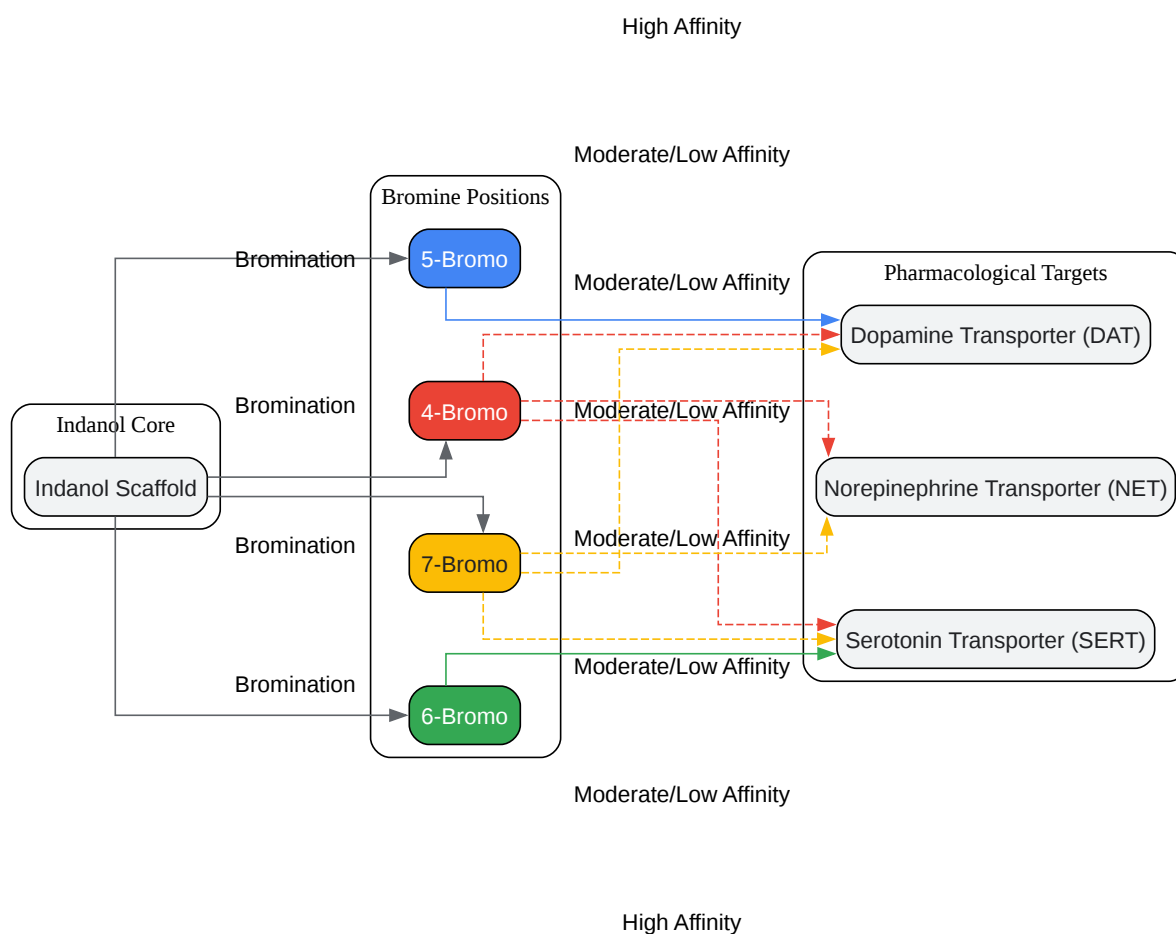 High Affinity
Moderate/Low Affinity
Bromine Positions
Bromination
5-Bromo
Moderate/Low Affinity
Pharmacological Targets
Dopamine Transporter (DAT)
Bromination
4-Bromo
Moderate/Low Affinity
Indanol Core
Indanol Scaffold
Norepinephrine Transporter (NET)
Bromination
7-Bromo
Moderate/Low Affinity
Serotonin Transporter (SERT)
Moderate/Low Affinity
Bromination
6-Bromo
Moderate/Low Affinity
High Affinity